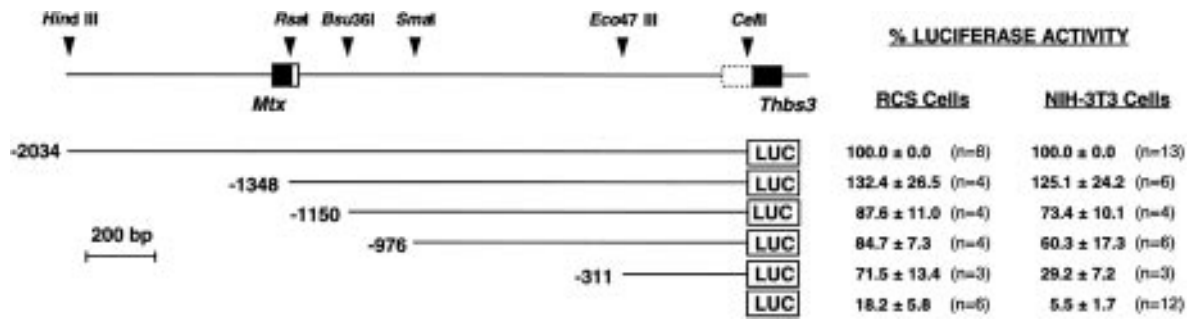 Hind III RsaI Bsu36I SmaI Eco47 III CelII
% LUCIFERASE ACTIVITY
Mtx Thbs3
RCS Cells NIH-3T3 Cells
-2034 LUC 100.0 ± 0.0 (n=8) 100.0 ± 0.0 (n=13)
-1348 LUC 132.4 ± 26.5 (n=4) 125.1 ± 24.2 (n=6)
-1150 LUC 87.6 ± 11.0 (n=4) 73.4 ± 10.1 (n=4)
200 bp
-976 LUC 84.7 ± 7.3 (n=4) 60.3 ± 17.3 (n=6)
-311 LUC 71.5 ± 13.4 (n=3) 29.2 ± 7.2 (n=3)
LUC 18.2 ± 5.8 (n=6) 5.5 ± 1.7 (n=12)